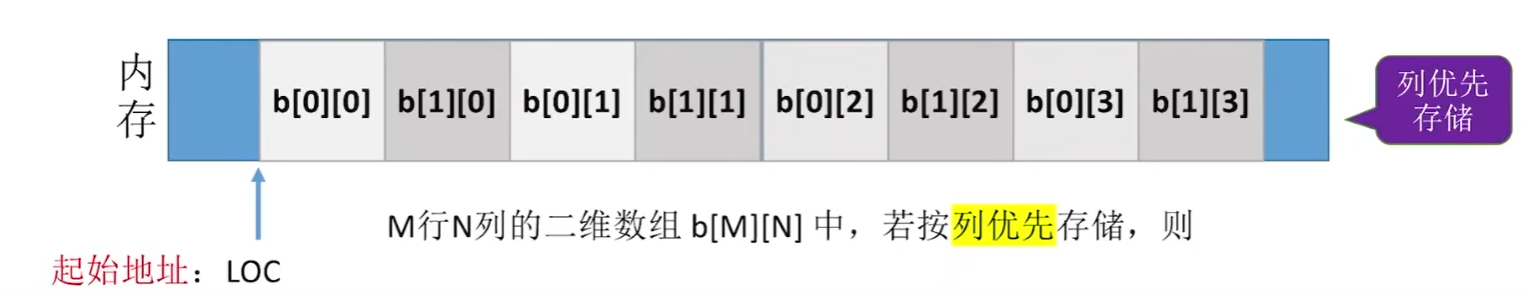 内存
b[0][0] b[1][0] b[0][1] b[1][1] b[0][2] b[1][2] b[0][3] b[1][3]
列优先
存储
M行N列的二维数组 b[M][N] 中，若按列优先存储，则
起始地址：LOC